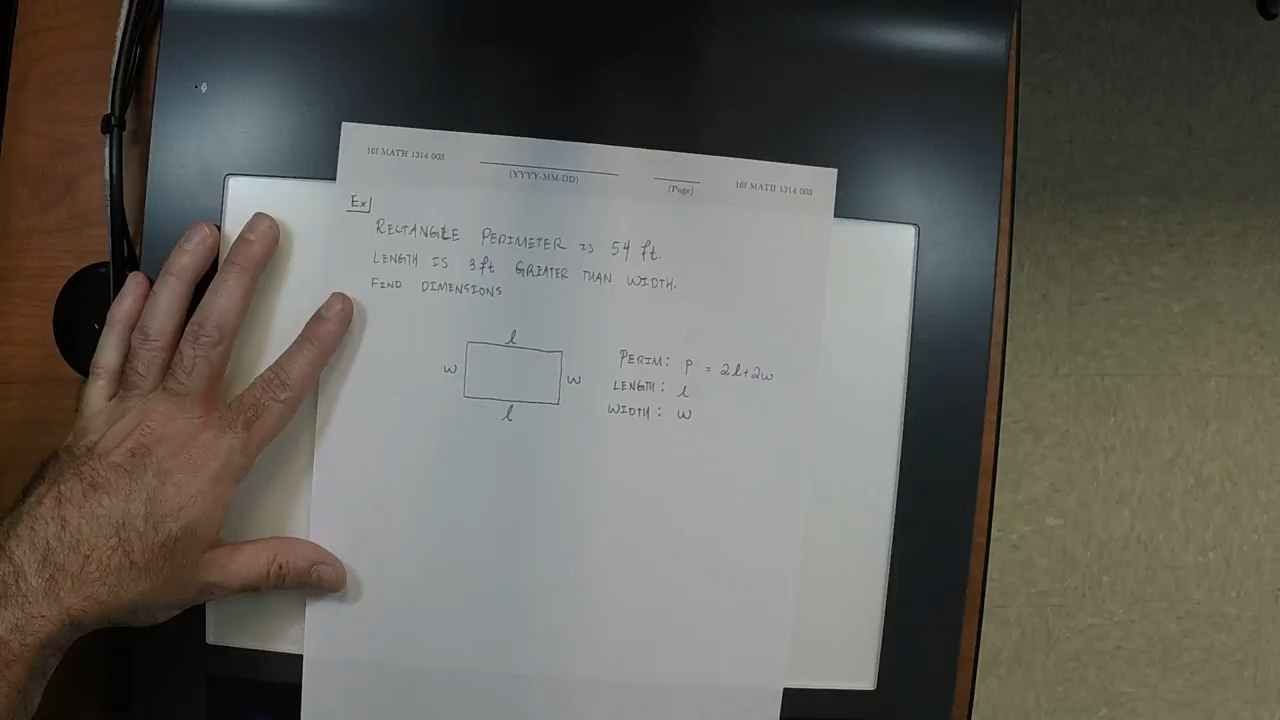 16f MATH 1314 003
(YYYY-MM-DD)
(Page)
16f MATH 1314 003
Ex
RECTANGLE PERIMETER IS 54 ft.
LENGTH IS 3ft GREATER THAN WIDTH.
FIND DIMENSIONS
l
w
w
l
PERIM: P = 2l+2w
LENGTH: l
WIDTH: w